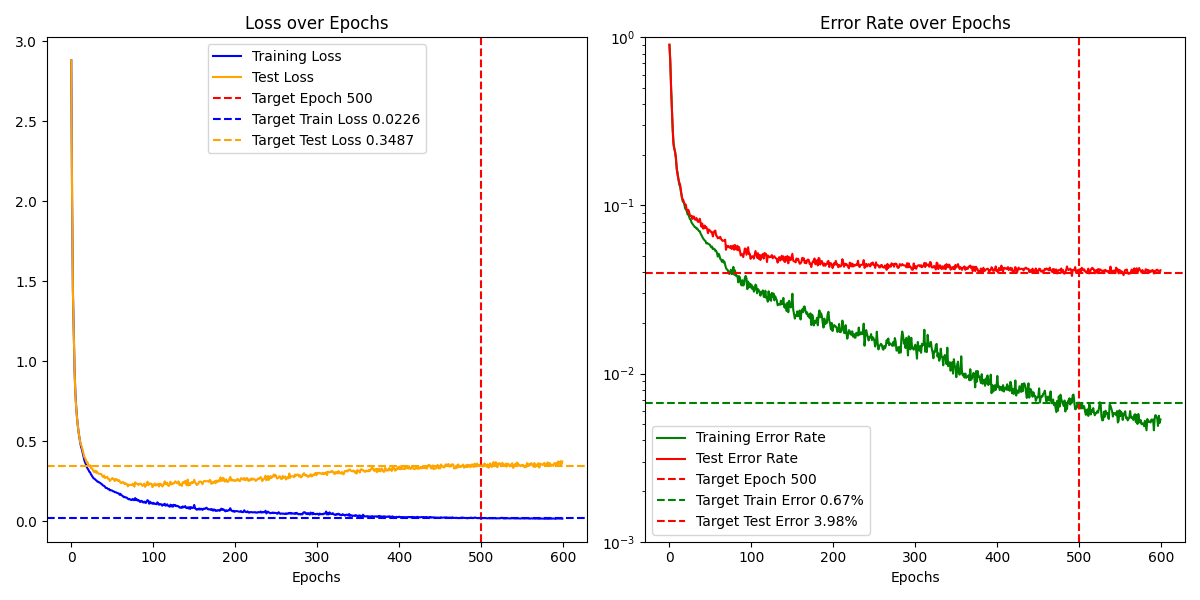 Loss over Epochs
3.0
2.5
2.0
1.5
1.0
0.5
0.0
Training Loss
Test Loss
Target Epoch 500
Target Train Loss 0.0226
Target Test Loss 0.3487
0 100 200 300 400 500 600
Epochs
Error Rate over Epochs
10⁰
10⁻¹
10⁻²
10⁻³
Training Error Rate
Test Error Rate
Target Epoch 500
Target Train Error 0.67%
Target Test Error 3.98%
0 100 200 300 400 500 600
Epochs